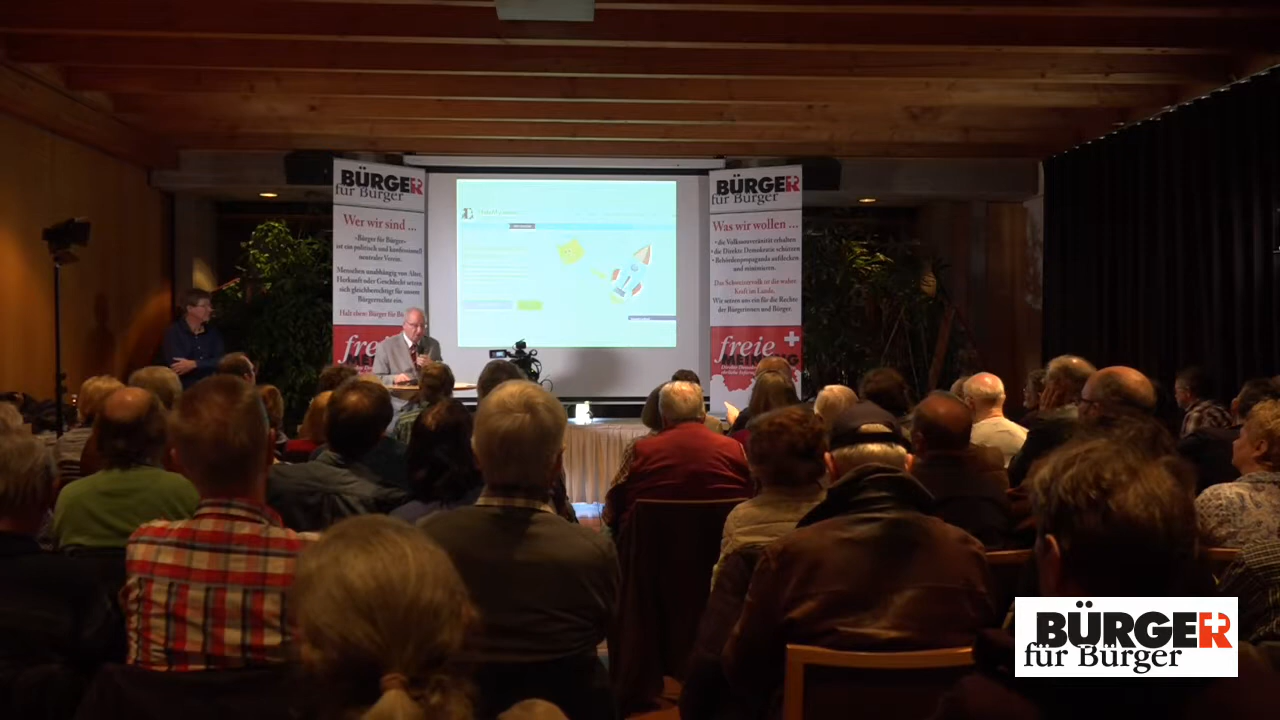 BÜRGER
für Bürger
Wer wir sind ...
«Bürger für Bürger»
ist ein politisch und konfessionell
neutraler Verein.
Menschen unabhängig von Alter,
Herkunft oder Geschlecht setzen
sich gleichberechtigt für unsere
Bürgerrechte ein.
freie
BÜRGER
für Bürger
Was wir wollen ...
• die Volkssouveränität erhalten
• die Direkte Demokratie schützen
• Behördenpropaganda aufdecken
und minimieren.
Das Schweizervolk ist die wahre
Kraft im Lande.
Wir setzen uns ein für die Rechte
der Bürgerinnen und Bürger.
freie
MEINUNG
BÜRGER
für Bürger